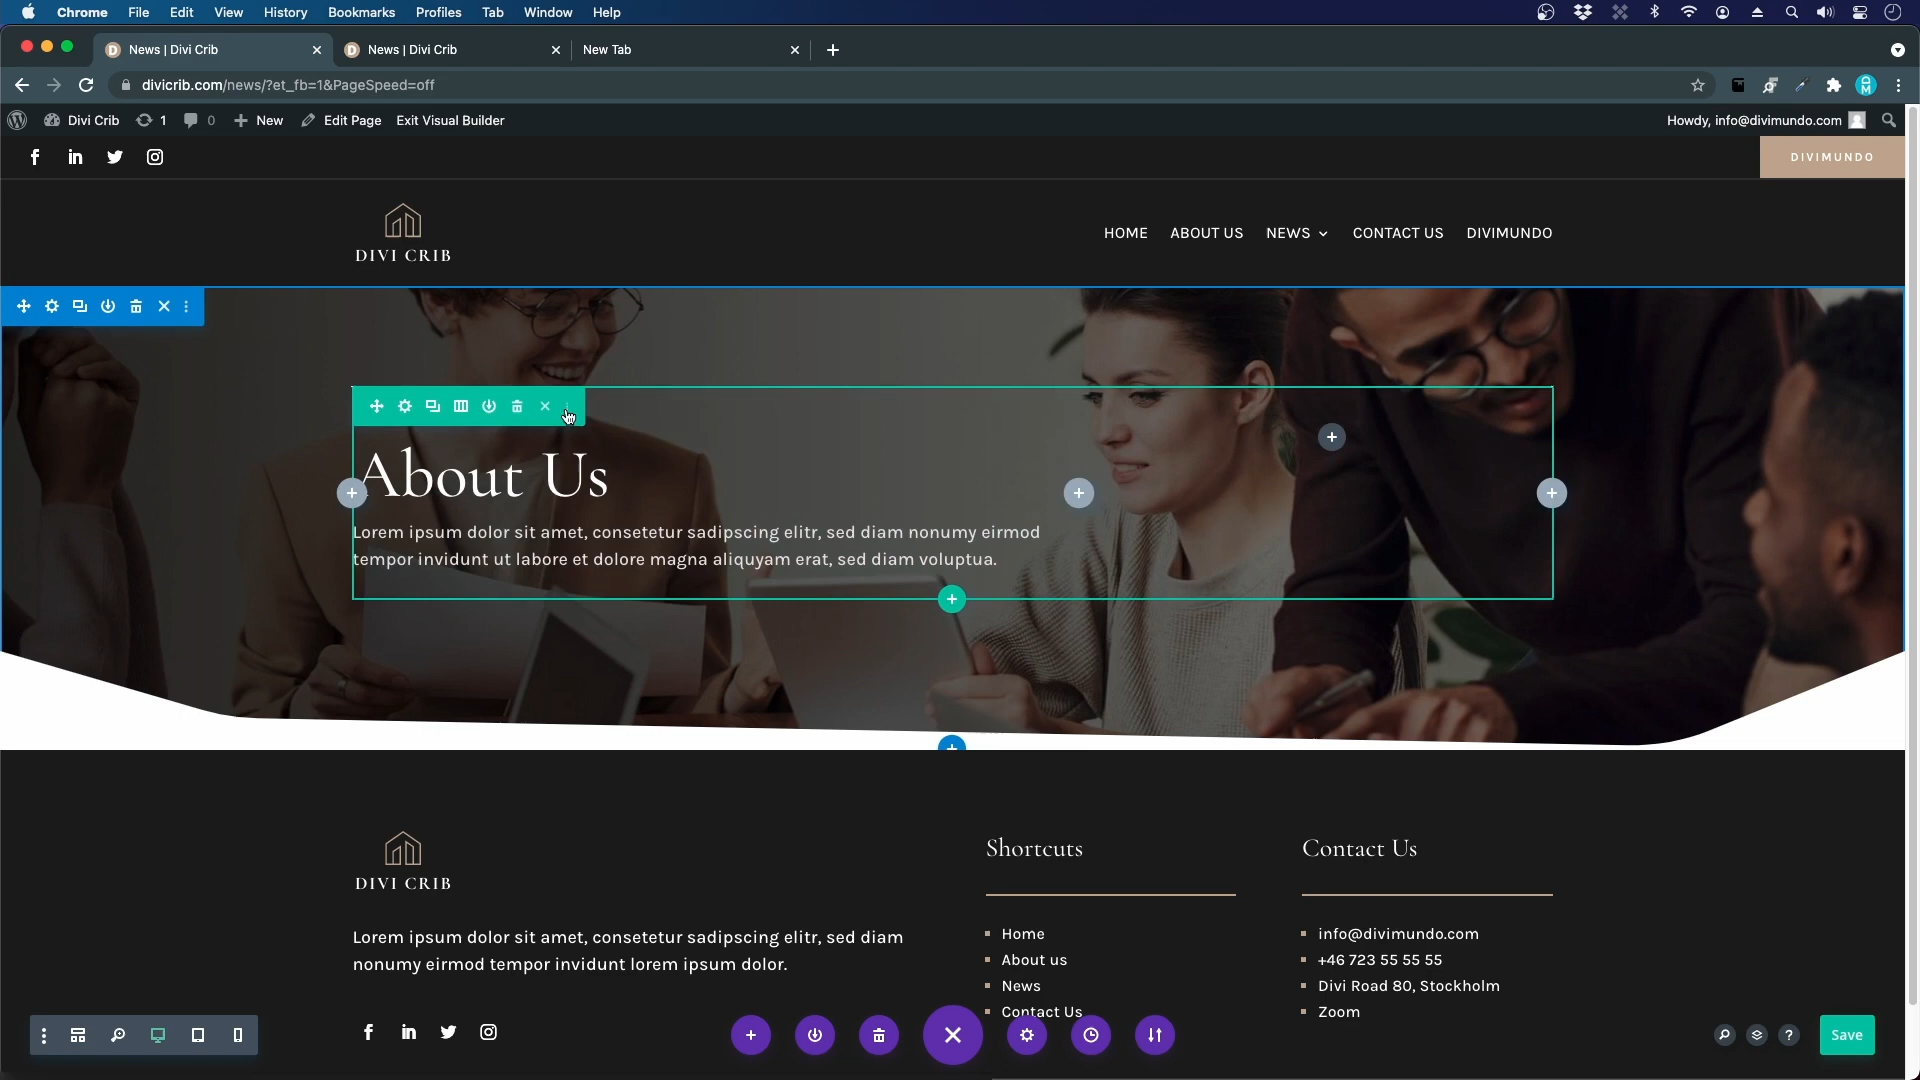 Chrome File Edit View History Bookmarks Profiles Tab Window Help
News | Divi Crib
News | Divi Crib
New Tab
divicrib.com/news/?et_fb=1&PageSpeed=off
Divi Crib 1 0 New Edit Page Exit Visual Builder Howdy, info@divimundo.com
DIVIMUNDO
DIVI CRIB
HOME ABOUT US NEWS CONTACT US DIVIMUNDO
About Us
Lorem ipsum dolor sit amet, consetetur sadipscing elitr, sed diam nonumy eirmod
tempor invidunt ut labore et dolore magna aliquyam erat, sed diam voluptua.
DIVI CRIB
Lorem ipsum dolor sit amet, consetetur sadipscing elitr, sed diam
nonumy eirmod tempor invidunt lorem ipsum dolor.
Shortcuts
Home
About us
News
Contact Us
Contact Us
info@divimundo.com
+46 723 55 55 55
Divi Road 80, Stockholm
Zoom
Save